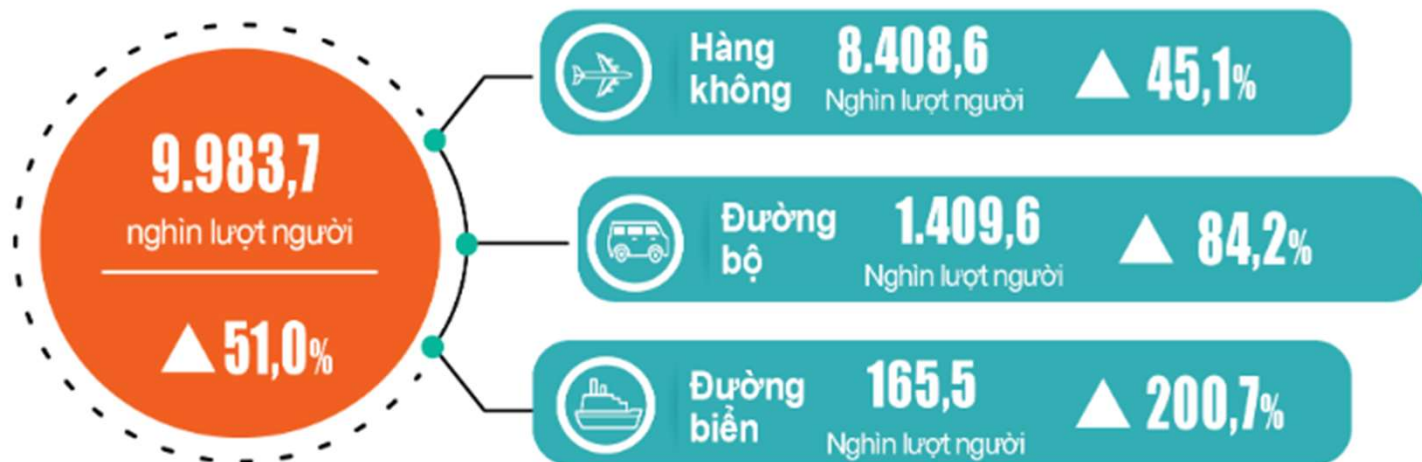 9.983,7
nghìn lượt người
▲ 51,0%
Hàng
không
8.408,6
Nghìn lượt người
▲ 45,1%
Đường
bộ
1.409,6
Nghìn lượt người
▲ 84,2%
Đường
biển
165,5
Nghìn lượt người
▲ 200,7%